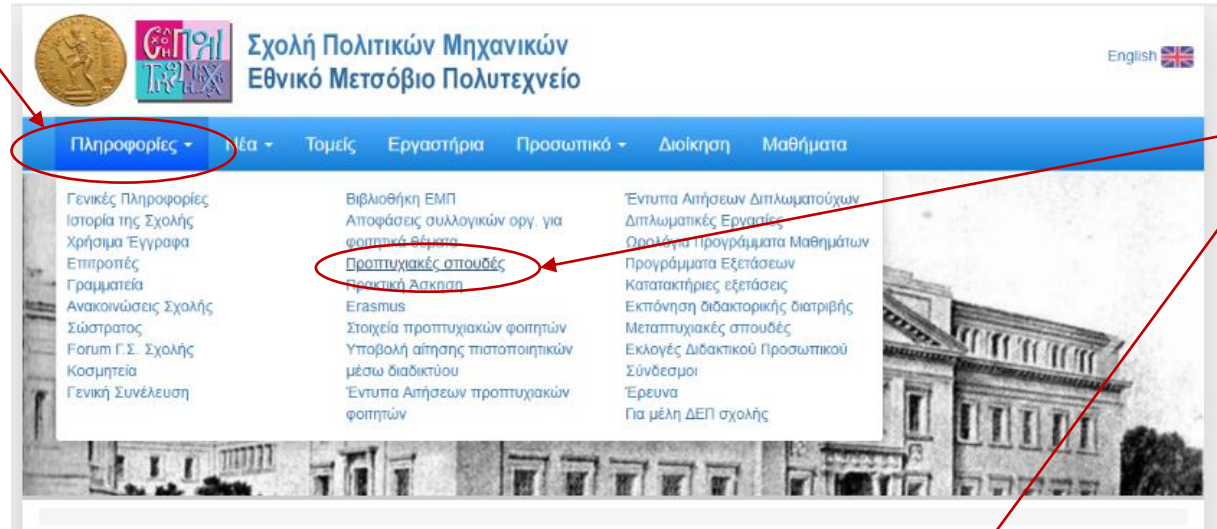 Σχολή Πολιτικών Μηχανικών
Εθνικό Μετσόβιο Πολυτεχνείο
English
Πληροφορίες Νέα Τομείς Εργαστήρια Προσωπικό Διοίκηση Μαθήματα
Γενικές Πληροφορίες
Ιστορία της Σχολής
Χρήσιμα Έγγραφα
Επιτροπές
Γραμματεία
Ανακοινώσεις Σχολής
Σώστρατος
Forum Γ.Σ. Σχολής
Κοσμητεία
Γενική Συνέλευση
Βιβλιοθήκη ΕΜΠ
Αποφάσεις συλλογικών οργ. για
φοιτητικά θέματα
Προπτυχιακές σπουδές
Πρακτική Άσκηση
Erasmus
Στοιχεία προπτυχιακών φοιτητών
Υποβολή αίτησης πιστοποιητικών
μέσω διαδικτύου
Έντυπα Αιτήσεων προπτυχιακών
φοιτητών
Έντυπα Αιτήσεων Διπλωματούχων
Διπλωματικές Εργασίες
Ωρολόγια Προγράμματα Μαθημάτων
Προγράμματα Εξετάσεων
Κατατακτήριες εξετάσεις
Εκπόνηση διδακτορικής διατριβής
Μεταπτυχιακές σπουδές
Εκλογές Διδακτικού Προσωπικού
Σύνδεσμοι
Έρευνα
Για μέλη ΔΕΠ σχολής